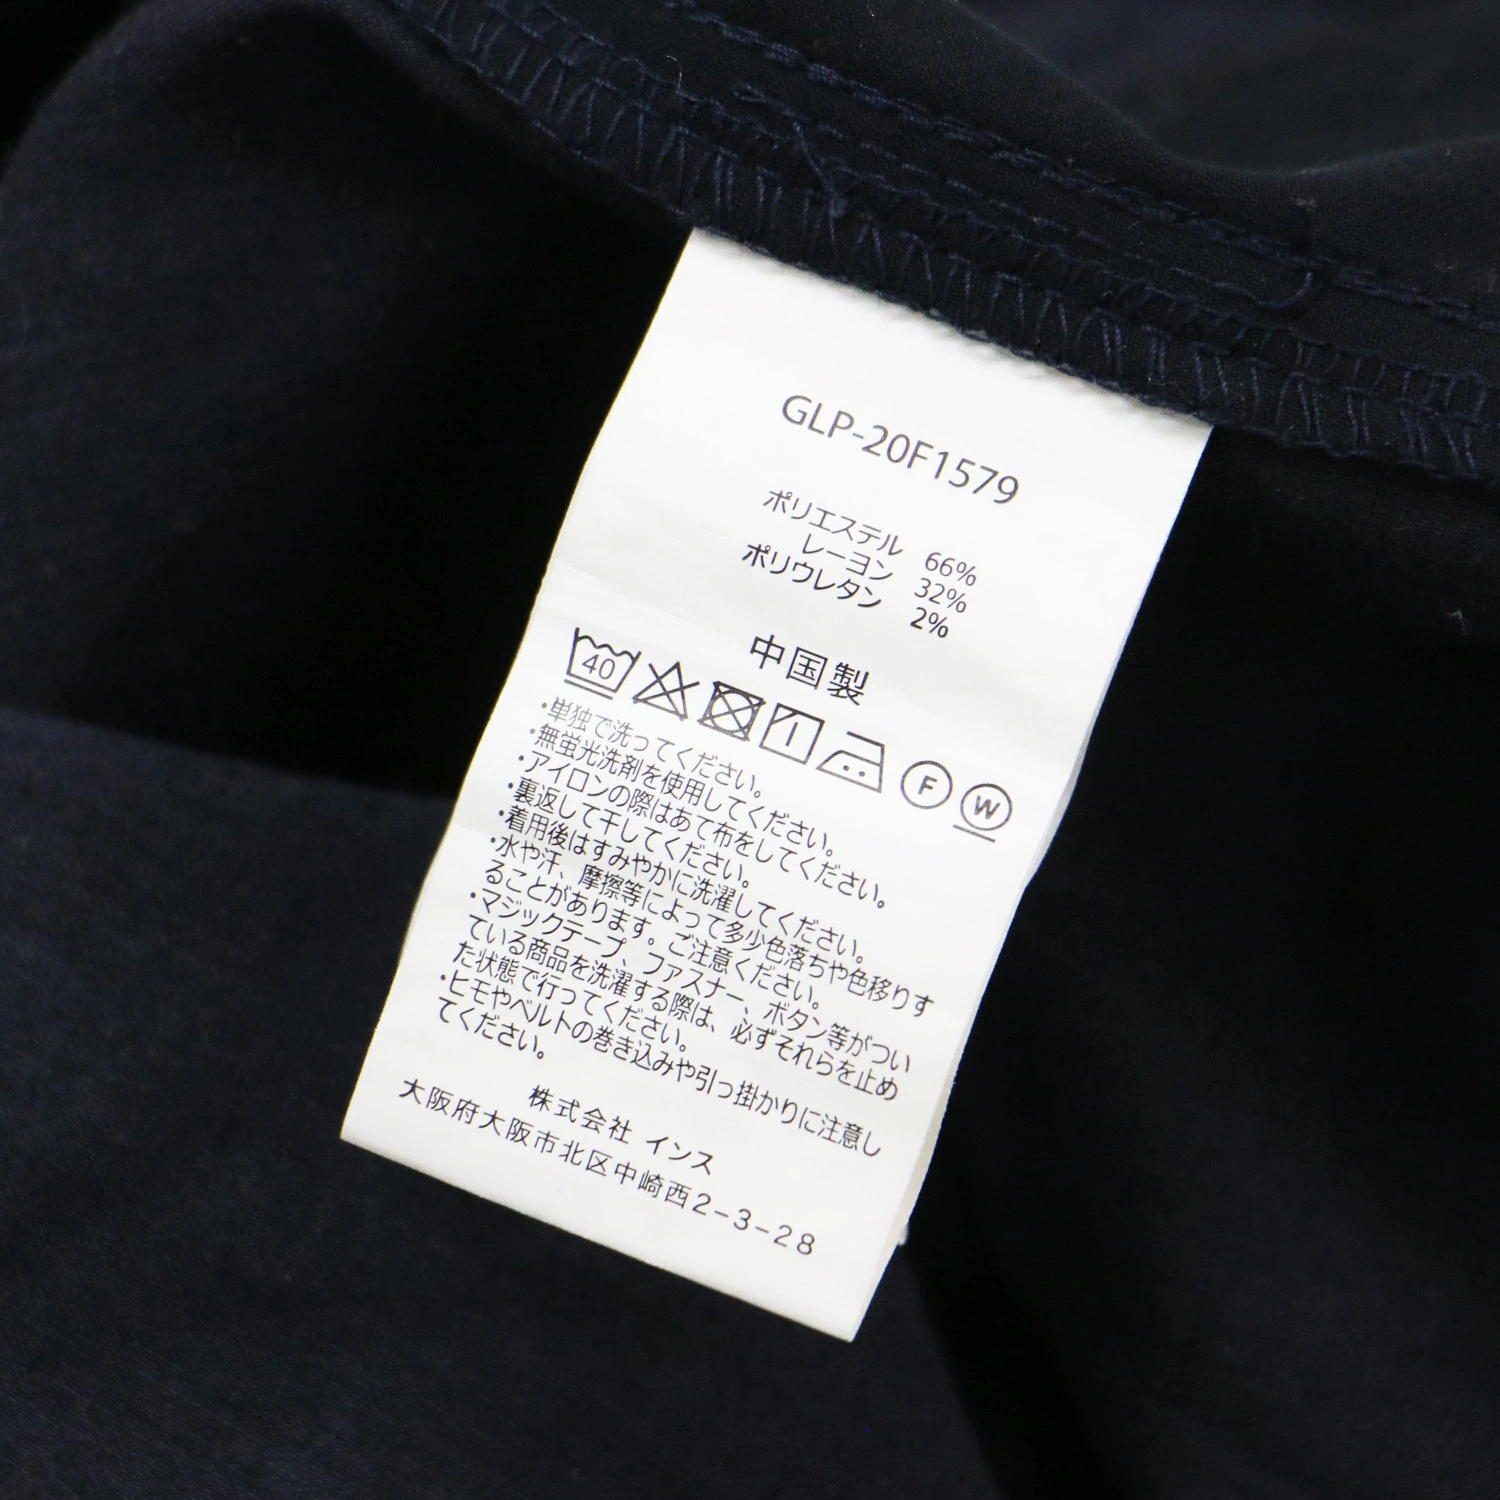 GLP-20F1579
ポリエステル 66%
レーヨン 32%
ポリウレタン 2%
中国製
40
F W
・単独で洗ってください。
・無蛍光洗剤を使用してください。
・アイロンの際はあて布をしてください。
・裏返して干してください。
・着用後はすみやかに洗濯してください。
・水や汗、摩擦等によって多少色落ちや色移りす
ることがあります。ご注意ください。
・マジックテープ、ファスナー、ボタン等がつい
ている商品を洗濯する際は、必ずそれらを止め
た状態で行ってください。
・ヒモやベルトの巻き込みや引っ掛かりに注意し
てください。
株式会社 インス
大阪府大阪市北区中崎西2-3-28